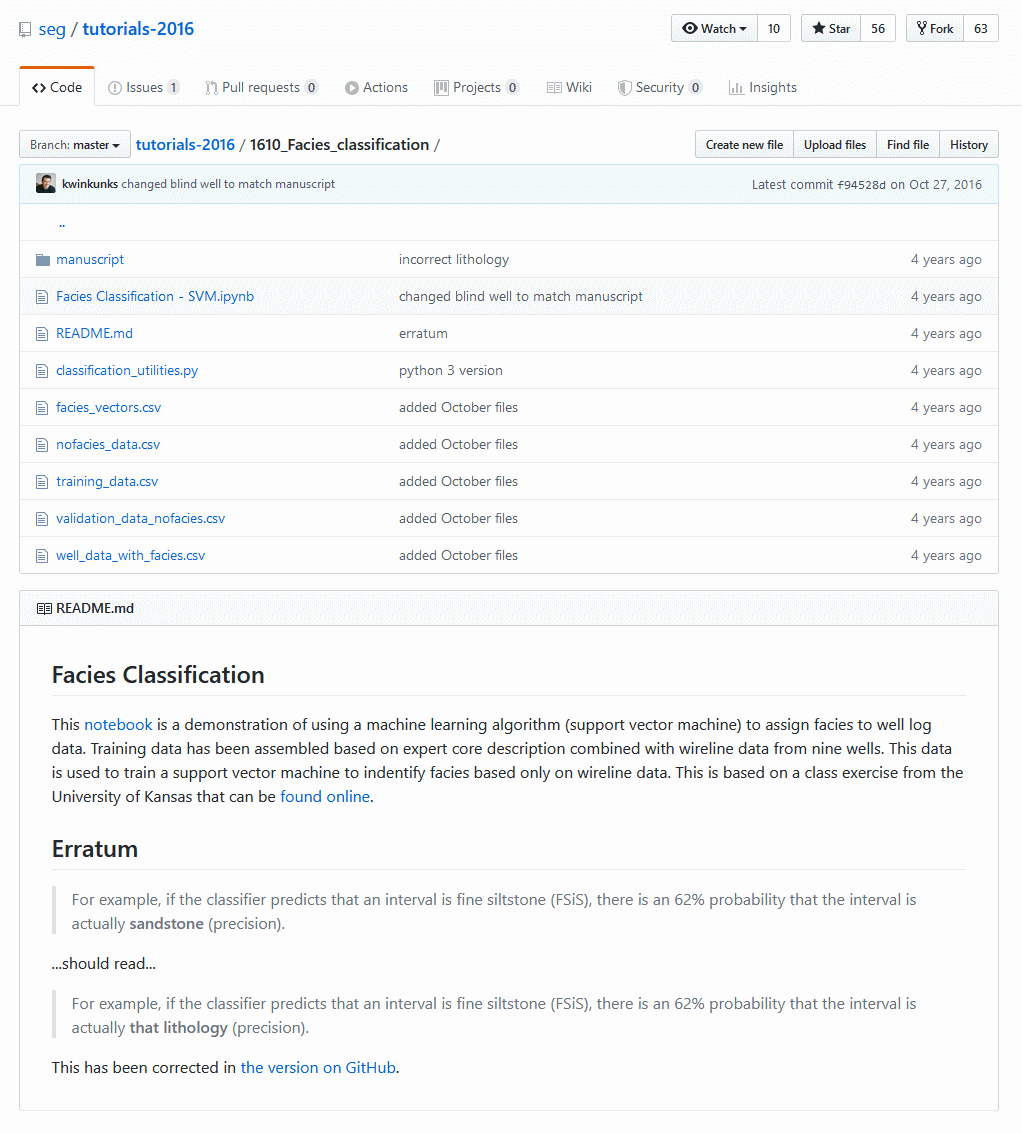 seg / tutorials-2016 Watch 10 Star 56 Fork 63
Code Issues 1 Pull requests 0 Actions Projects 0 Wiki Security 0 Insights
Branch: master tutorials-2016 / 1610_Facies_classification / Create new file Upload files Find file History
kwinkunks changed blind well to match manuscript Latest commit f94528d on Oct 27, 2016
..
manuscript incorrect lithology 4 years ago
Facies Classification - SVM.ipynb changed blind well to match manuscript 4 years ago
README.md erratum 4 years ago
classification_utilities.py python 3 version 4 years ago
facies_vectors.csv added October files 4 years ago
nofacies_data.csv added October files 4 years ago
training_data.csv added October files 4 years ago
validation_data_nofacies.csv added October files 4 years ago
well_data_with_facies.csv added October files 4 years ago
README.md
Facies Classification
This notebook is a demonstration of using a machine learning algorithm (support vector machine) to assign facies to well log
data. Training data has been assembled based on expert core description combined with wireline data from nine wells. This data
is used to train a support vector machine to indentify facies based only on wireline data. This is based on a class exercise from the
University of Kansas that can be found online.
Erratum
For example, if the classifier predicts that an interval is fine siltstone (FSiS), there is an 62% probability that the interval is
actually sandstone (precision).
...should read...
For example, if the classifier predicts that an interval is fine siltstone (FSiS), there is an 62% probability that the interval is
actually that lithology (precision).
This has been corrected in the version on GitHub.